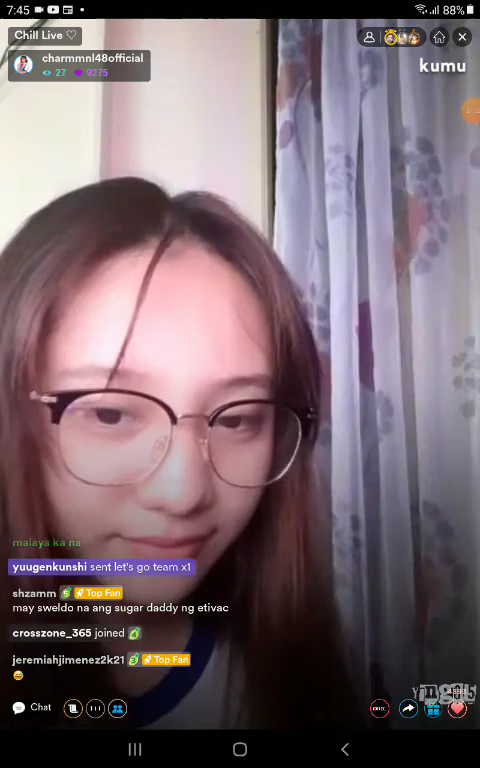 7:45
88%
Chill Live ♡
charmmnl48official
27 9275
kumu
malaya ka na
yuugenkunshi sent let's go team x1
shzamm Top Fan
may sweldo na ang sugar daddy ng etivac
crosszone_365 joined
jeremiahjimenez2k21 Top Fan
Chat